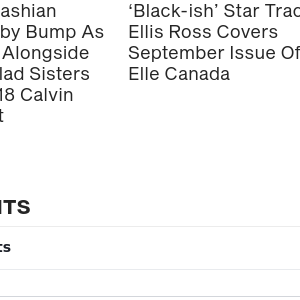 ashian
by Bump As
Alongside
lad Sisters
18 Calvin
t
‘Black-ish’ Star Trac
Ellis Ross Covers
September Issue Of
Elle Canada
NTS
ts